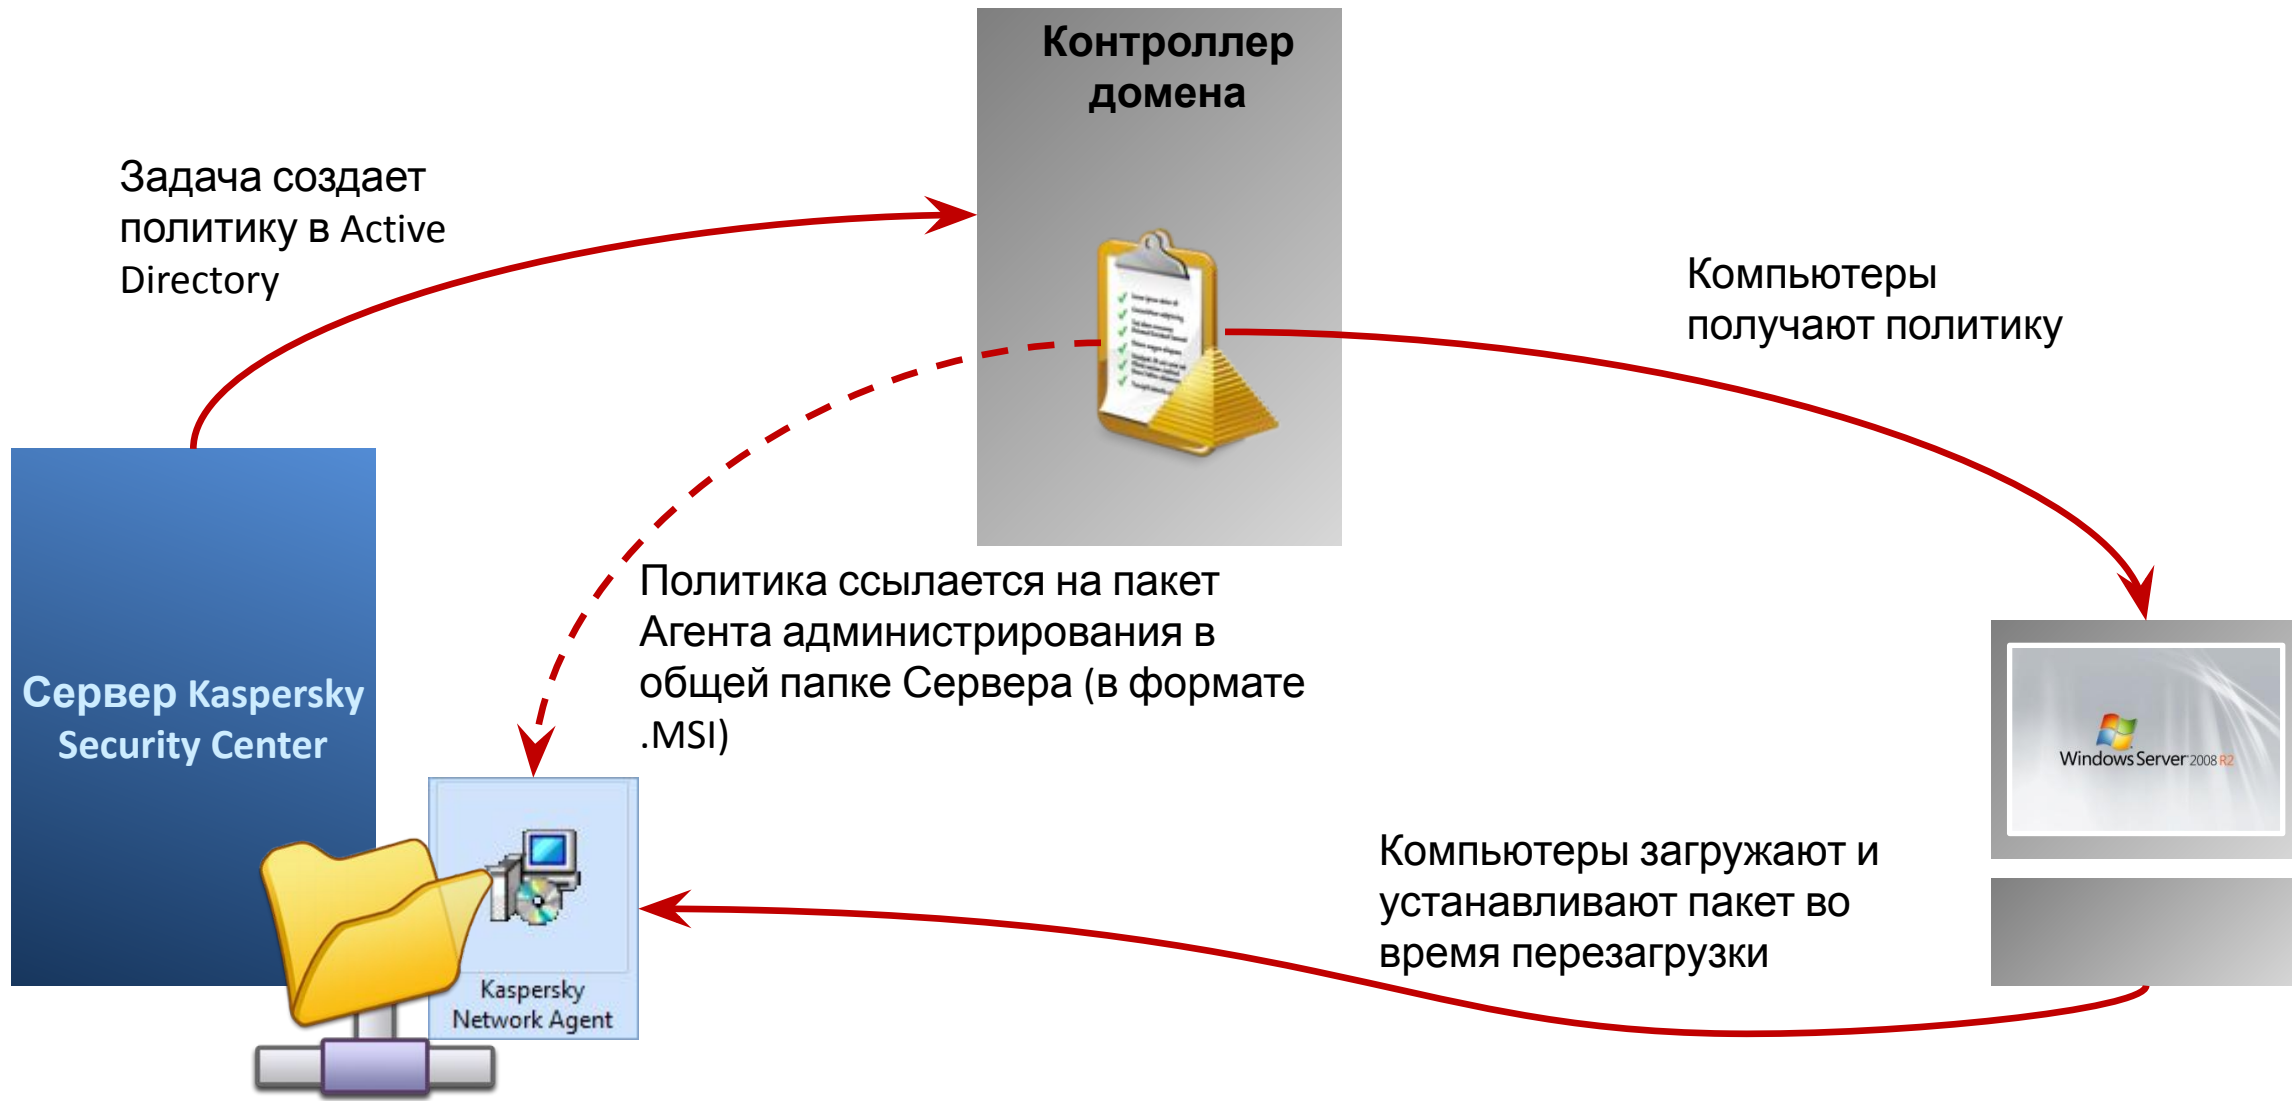 Контроллер
домена
Задача создает
политику в Active
Directory
Компьютеры
получают политику
Политика ссылается на пакет
Агента администрирования в
общей папке Сервера (в формате
.MSI)
Сервер Kaspersky
Security Center
Windows Server 2008 R2
Компьютеры загружают и
устанавливают пакет во
время перезагрузки
Kaspersky
Network Agent